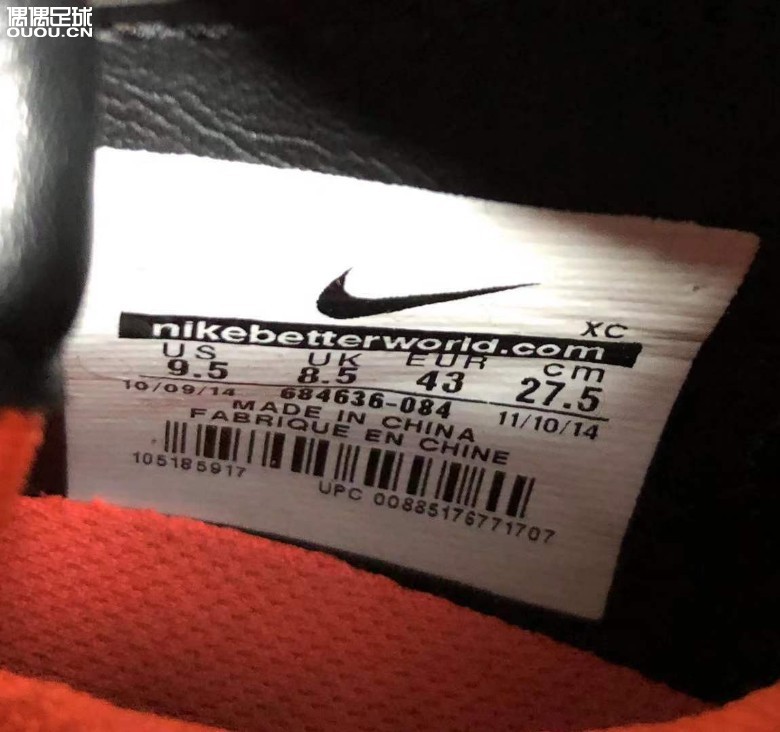 偶偶足球
OUOU.CN
XC
nikebetterworld.com
US UK EUR cm
9.5 8.5 43 27.5
10/09/14 684636-084 11/10/14
MADE IN CHINA
FABRIQUE EN CHINE
105185917
UPC 00885176771707